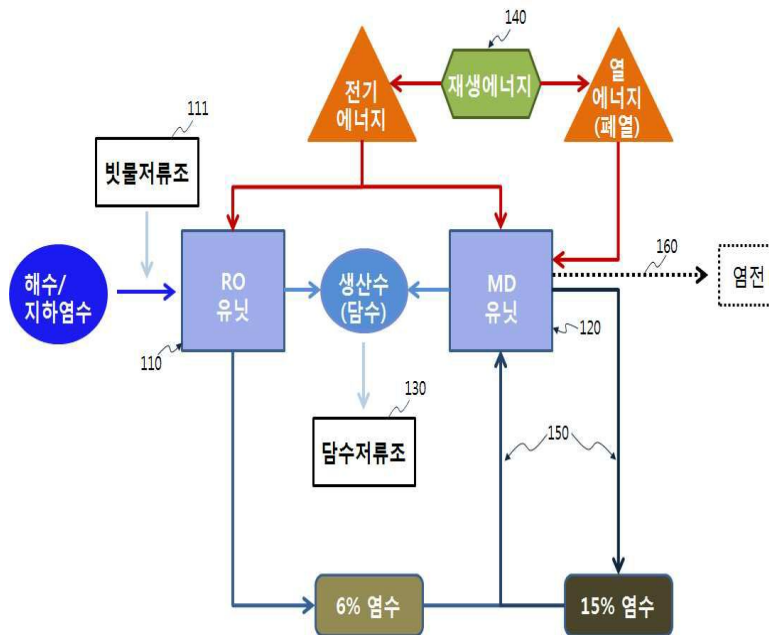 140
전기
에너지
재생에너지
열
에너지
(폐열)
111
빗물저류조
160
해수/
지하염수
RO
유닛
생산수
(담수)
MD
유닛
염전
110
120
130
담수저류조
150
6% 염수
15% 염수